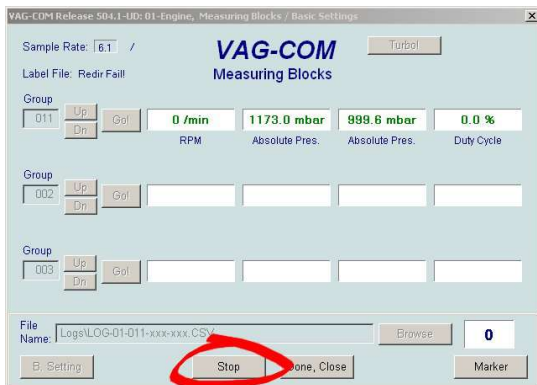 VAG-COM Release 504.1-UD: 01-Engine, Measuring Blocks / Basic Settings
Sample Rate: 6.1 /
VAG-COM
Turbo!
Label File: Redir Fail!
Measuring Blocks
Group
011 Up Dn Go! 0 /min 1173.0 mbar 999.6 mbar 0.0 %
RPM Absolute Pres. Absolute Pres. Duty Cycle
Group
002 Up Dn Go!
Group
003 Up Dn Go!
File Name: Logs\LOG-01-011-xxx-xxx.CSV Browse 0
B. Setting Stop Done, Close Marker